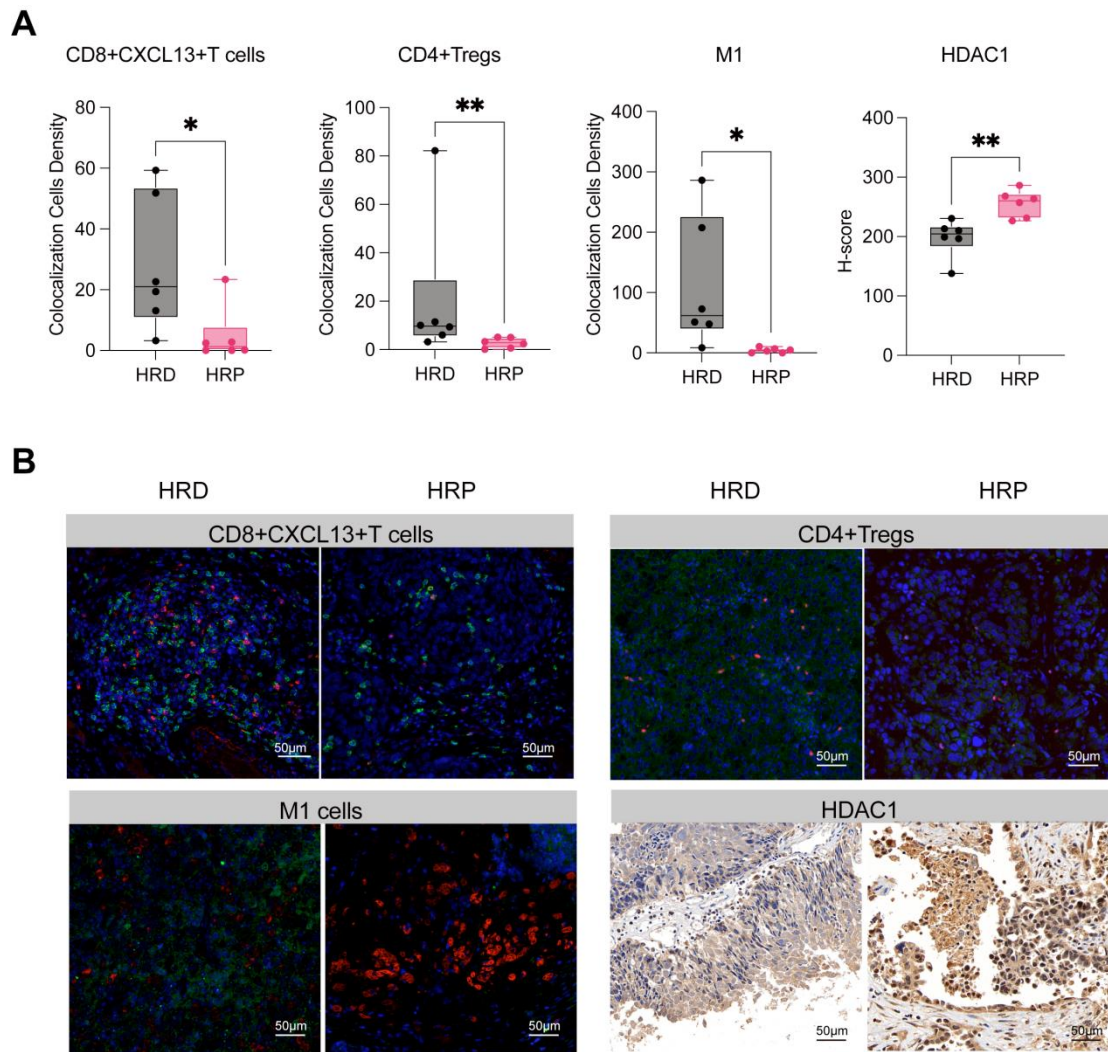 A
CD8+CXCL13+T cells
CD4+Tregs
M1
HDAC1
Colocalization Cells Density
80
60
40
20
0
*
HRD
HRP
Colocalization Cells Density
100
80
60
40
20
0
**
HRD
HRP
Colocalization Cells Density
400
300
200
100
0
*
HRD
HRP
H-score
400
300
200
100
0
**
HRD
HRP
B
HRD
HRP
HRD
HRP
CD8+CXCL13+T cells
CD4+Tregs
50μm
50μm
50μm
50μm
M1 cells
HDAC1
50μm
50μm
50μm
50μm